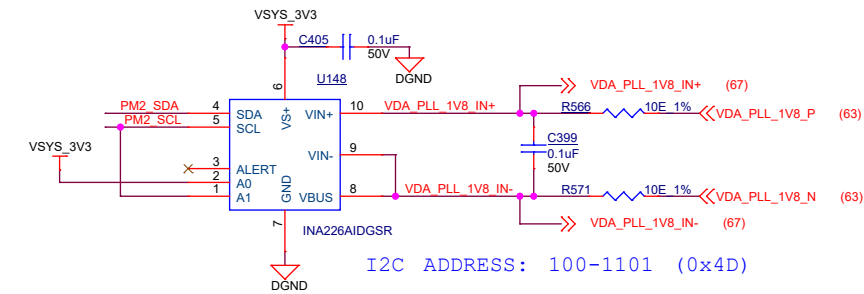 VSYS_3V3
C405 0.1uF
50V
DGND
6
U148
VDA_PLL_1V8_IN+ (67)
PM2_SDA 4 SDA VS+ VIN+ 10 VDA_PLL_1V8_IN+ R566 10E_1% VDA_PLL_1V8_P (63)
PM2_SCL 5 SCL
VSYS_3V3
VIN- 9
C399
0.1uF
50V
3 ALERT
2 A0
1 A1 GND VBUS 8 VDA_PLL_1V8_IN- R571 10E_1% VDA_PLL_1V8_N (63)
7
INA226AIDGSR
VDA_PLL_1V8_IN- (67)
DGND
I2C ADDRESS: 100-1101 (0x4D)